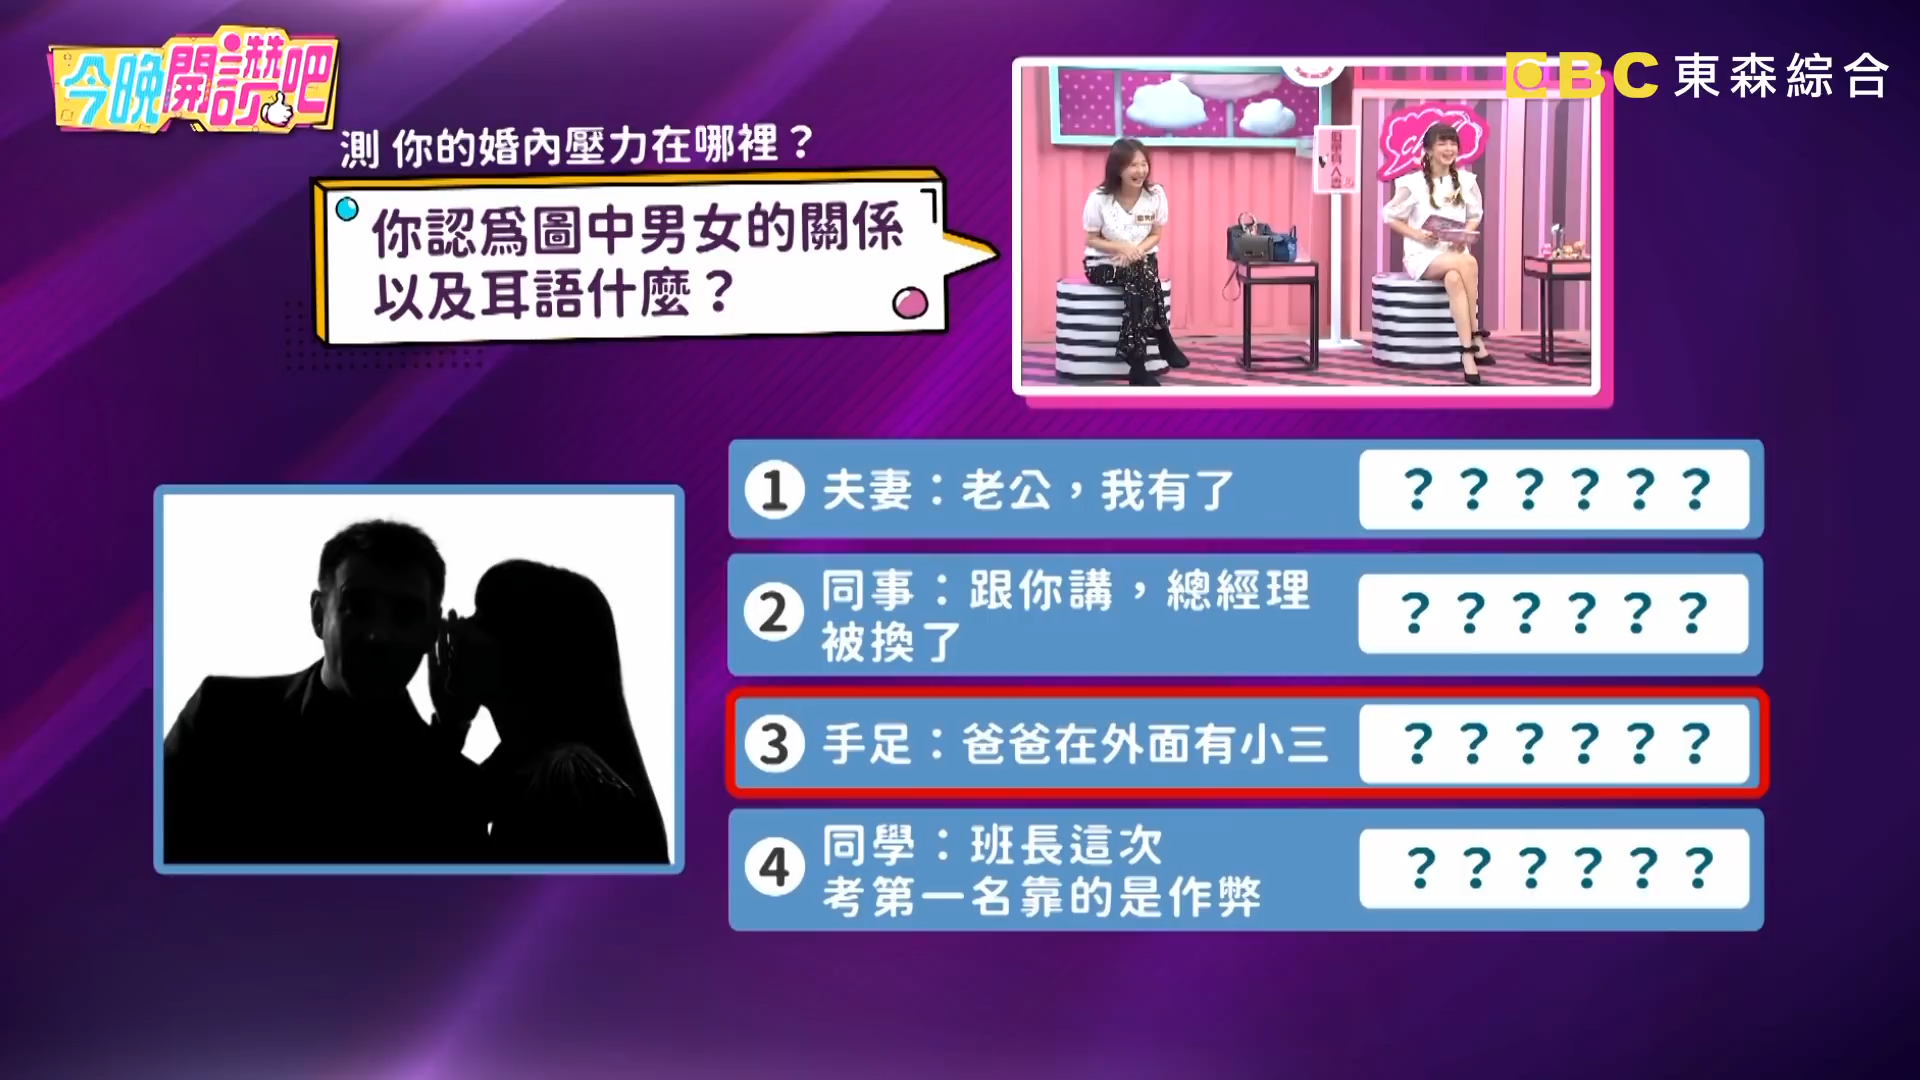 今晚開讚吧
EBC 東森綜合
測 你的婚內壓力在哪裡？
你認為圖中男女的關係
以及耳語什麼？
1 夫妻：老公，我有了 ？？？？？？
2 同事：跟你講，總經理
被換了 ？？？？？？
3 手足：爸爸在外面有小三 ？？？？？？
4 同學：班長這次
考第一名靠的是作弊 ？？？？？？